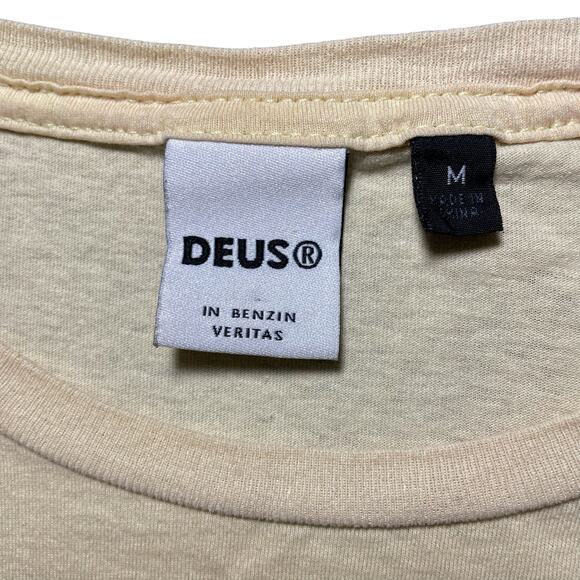 DEUS®
IN BENZIN
VERITAS
M
MADE IN
CHINA